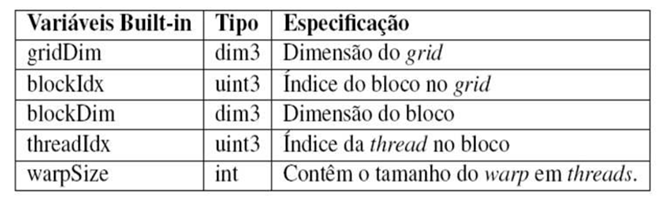 Variáveis Built-in Tipo Especificação
gridDim dim3 Dimensão do grid
blockIdx uint3 Índice do bloco no grid
blockDim dim3 Dimensão do bloco
threadIdx uint3 Índice da thread no bloco
warpSize int Contêm o tamanho do warp em threads.